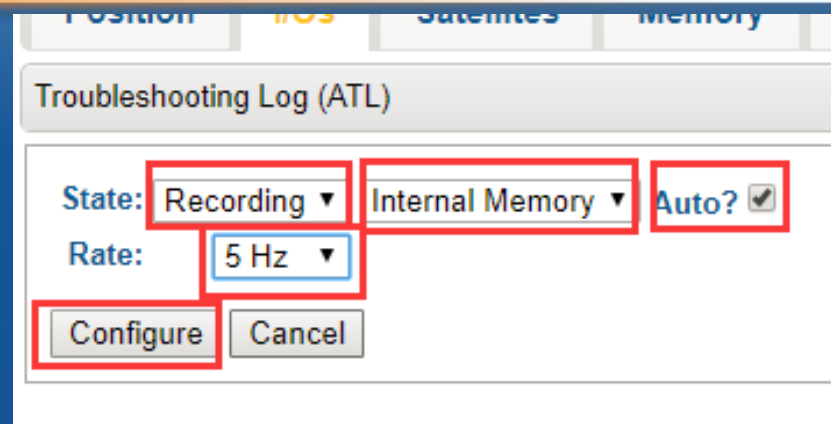 Position I/Os Satellites Memory
Troubleshooting Log (ATL)
State: Recording Internal Memory Auto?
Rate: 5 Hz
Configure Cancel